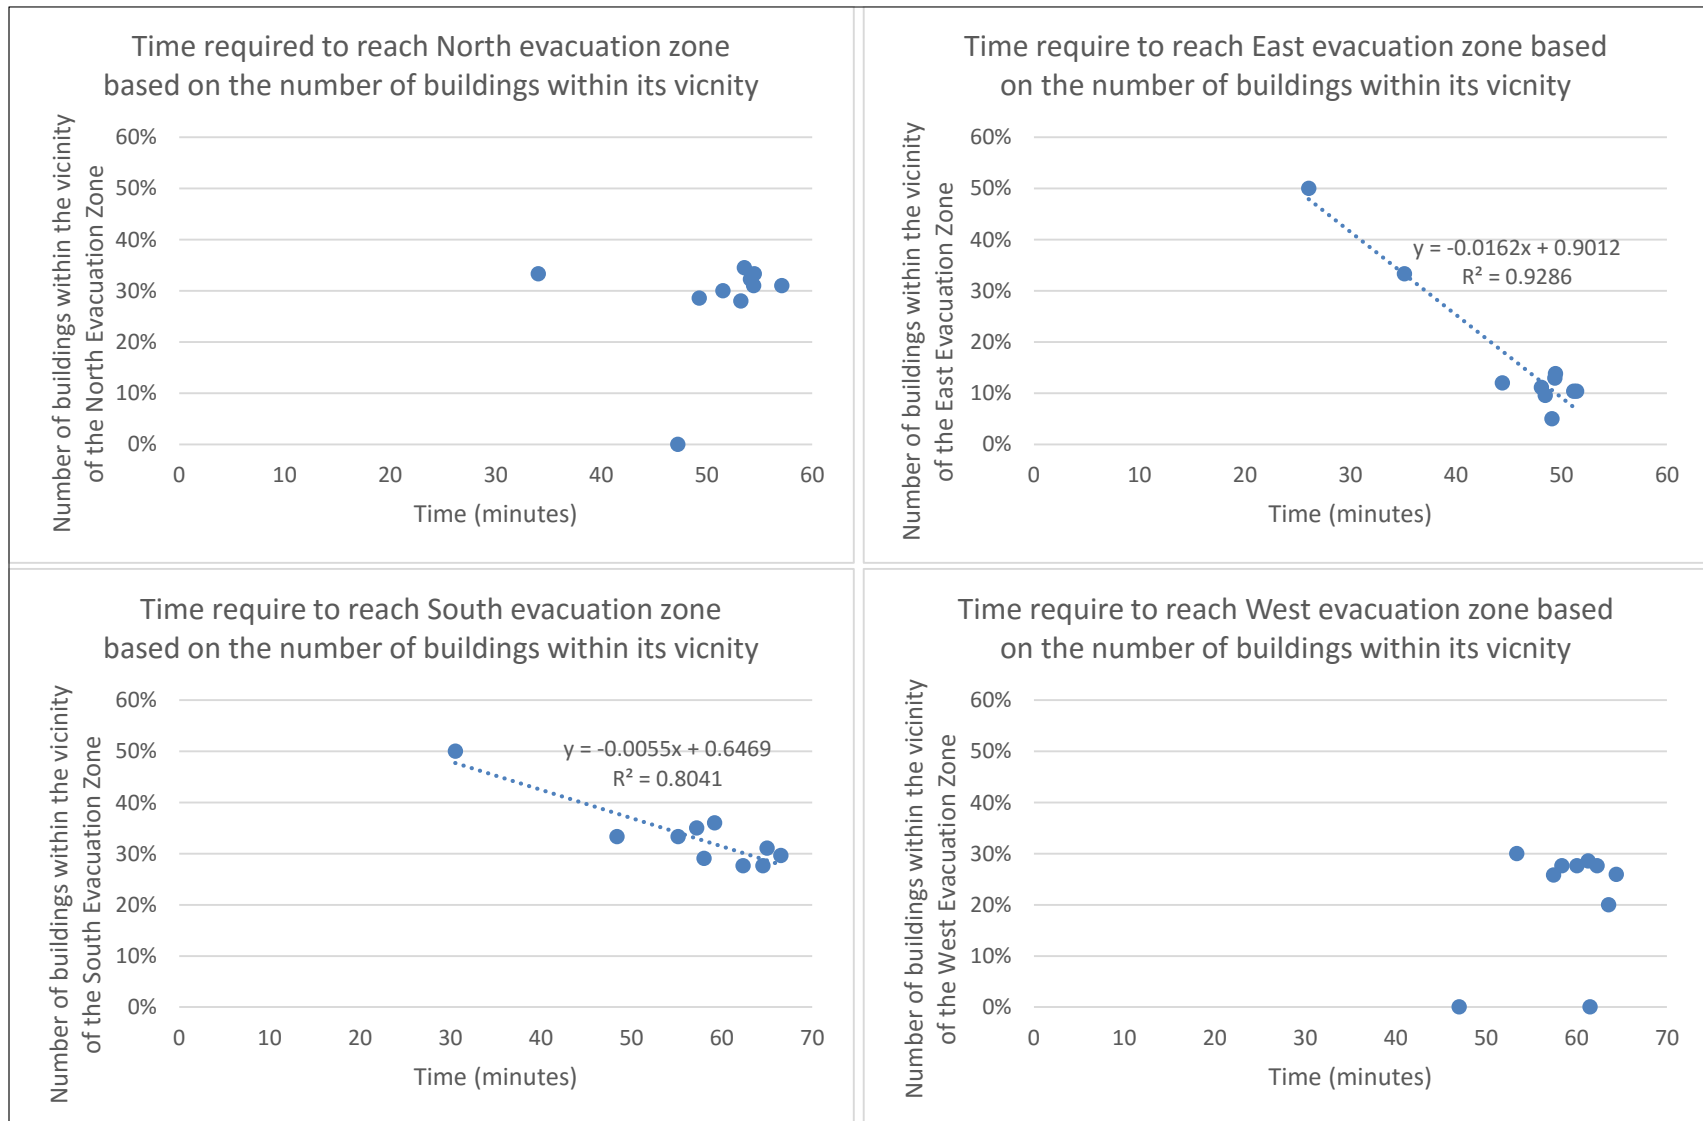 Time required to reach North evacuation zone
based on the number of buildings within its vicnity
Number of buildings within the vicinity
of the North Evacuation Zone
60%
50%
40%
30%
20%
10%
0%
0 10 20 30 40 50 60
Time (minutes)
Time require to reach East evacuation zone based
on the number of buildings within its vicnity
Number of buildings within the vicinity
of the East Evacuation Zone
60%
50%
40%
30%
20%
10%
0%
y = -0.0162x + 0.9012
R² = 0.9286
0 10 20 30 40 50 60
Time (minutes)
Time require to reach South evacuation zone
based on the number of buildings within its vicnity
Number of buildings within the vicinity
of the South Evacuation Zone
60%
50%
40%
30%
20%
10%
0%
y = -0.0055x + 0.6469
R² = 0.8041
0 10 20 30 40 50 60 70
Time (minutes)
Time require to reach West evacuation zone based
on the number of buildings within its vicnity
Number of buildings within the vicinity
of the West Evacuation Zone
60%
50%
40%
30%
20%
10%
0%
0 10 20 30 40 50 60 70
Time (minutes)